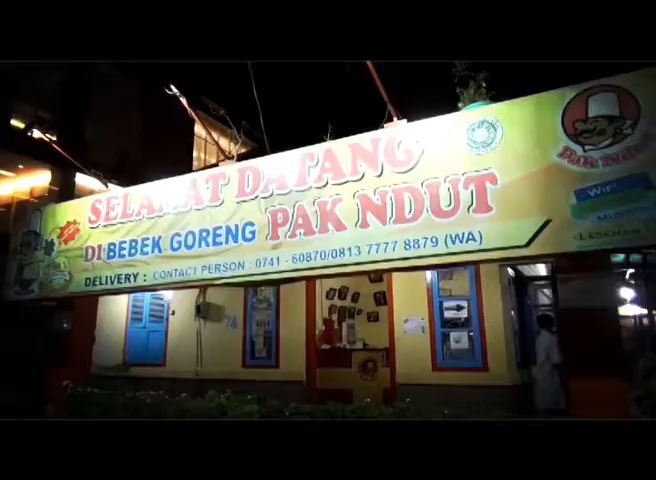 SELAMAT DATANG
DI BEBEK GORENG PAK NDUT
DELIVERY : CONTACT PERSON : 0741 - 60870/0813 7777 8879 (WA)
PAK NDUT
WIFI
LESEHAN